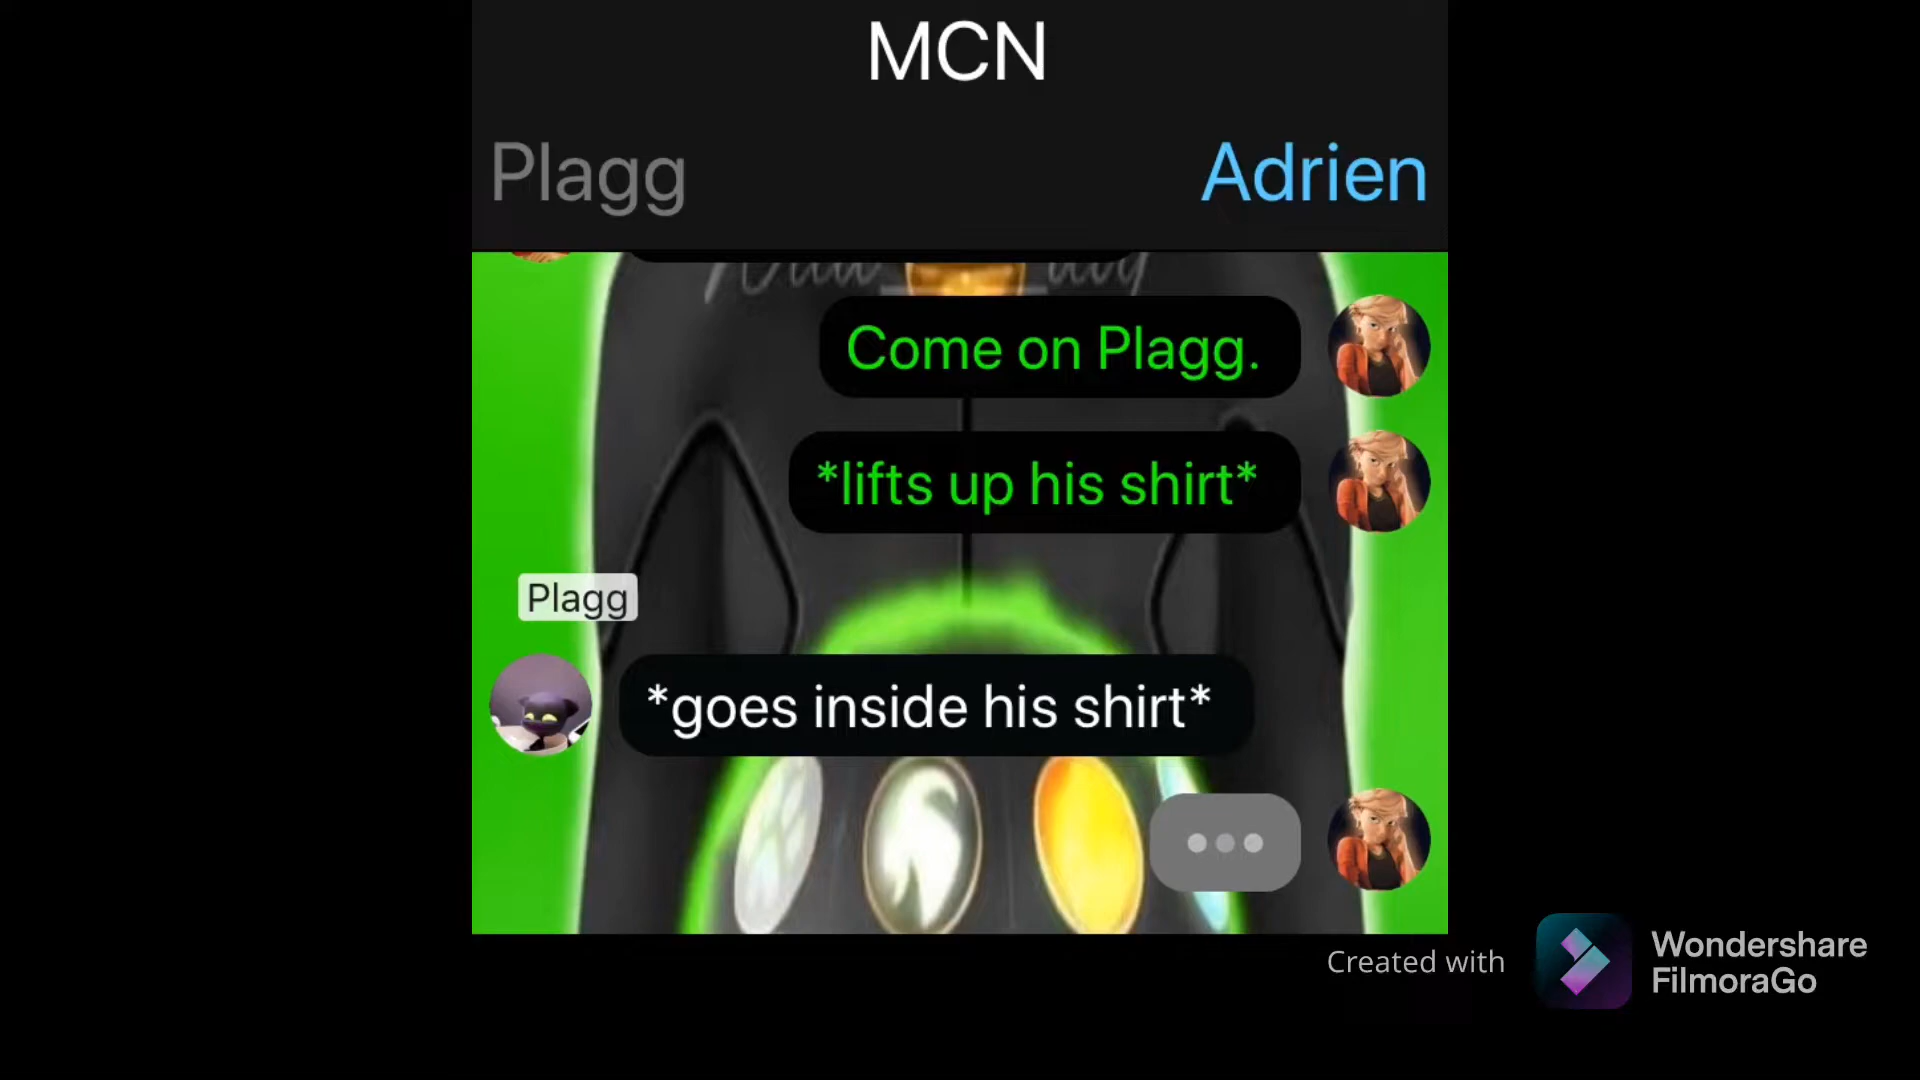 MCN
Plagg
Adrien
Come on Plagg.
*lifts up his shirt*
Plagg
*goes inside his shirt*
Created with
Wondershare
FilmoraGo